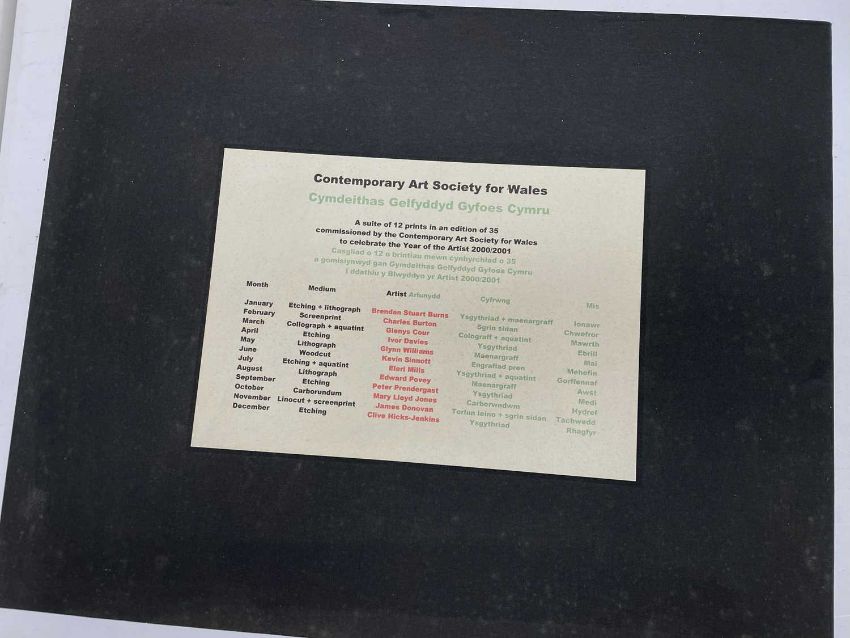 Contemporary Art Society for Wales
Cymdeithas Gelfyddyd Gyfoes Cymru
A suite of 12 prints in an edition of 35
commissioned by the Contemporary Art Society for Wales
to celebrate the Year of the Artist 2000/2001
Casgliad o 12 o brintiau mewn cynhyrchiad o 35
a gomisiynwyd gan Gymdeithas Gelfyddyd Gyfoes Cymru
i ddathlu y Blwyddyn yr Artist 2000/2001
Month Medium Artist Arlunydd Cyfrwng Mis
January Etching + lithograph Brendan Stuart Burns Ysgythriad + maenargraff Ionawr
February Screenprint Charles Burton Sgrin sidan Chwefror
March Collograph + aquatint Glenys Cour Colograff + aquatint Mawrth
April Etching Ivor Davies Ysgythriad Ebrill
May Lithograph Glynn Williams Maenargraff Mai
June Woodcut Kevin Sinnott Engrafiad pren Mehefin
July Etching + aquatint Eleri Mills Ysgythriad + aquatint Gorffennaf
August Lithograph Edward Povey Maenargraff Awst
September Etching Peter Prendergast Ysgythriad Medi
October Carborundum Mary Lloyd Jones Carborwndwm Hydref
November Linocut + screenprint James Donovan Torlun leino + sgrin sidan Tachwedd
December Etching Clive Hicks-Jenkins Ysgythriad Rhagfyr